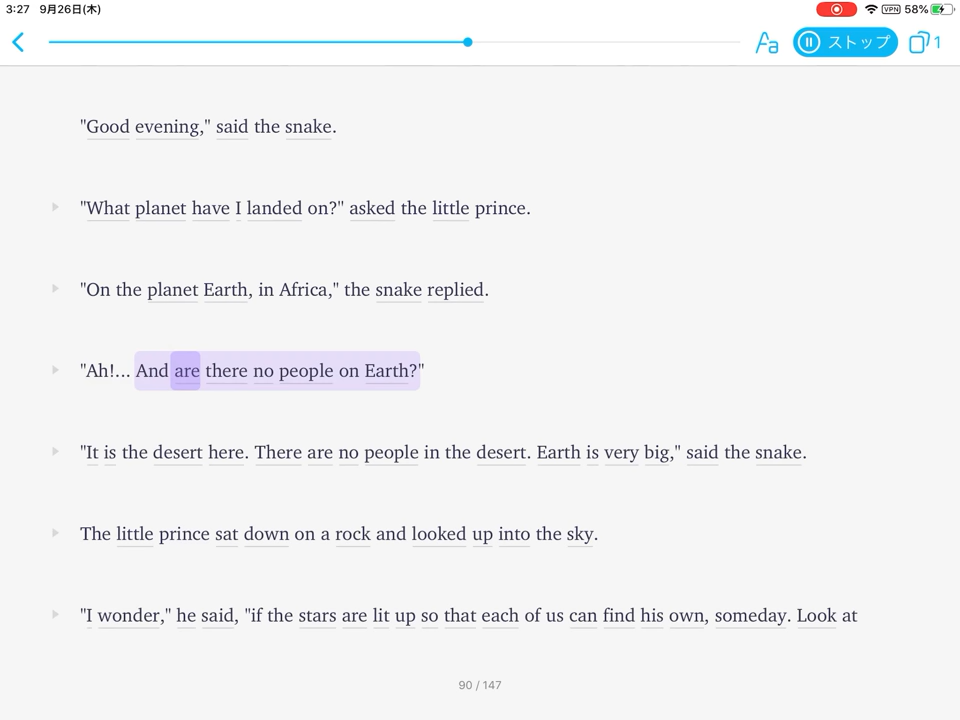 3:27 9月26日(木)
VPN 58%
AA ストップ 1
"Good evening," said the snake.
"What planet have I landed on?" asked the little prince.
"On the planet Earth, in Africa," the snake replied.
"Ah!... And are there no people on Earth?"
"It is the desert here. There are no people in the desert. Earth is very big," said the snake.
The little prince sat down on a rock and looked up into the sky.
"I wonder," he said, "if the stars are lit up so that each of us can find his own, someday. Look at
90 / 147